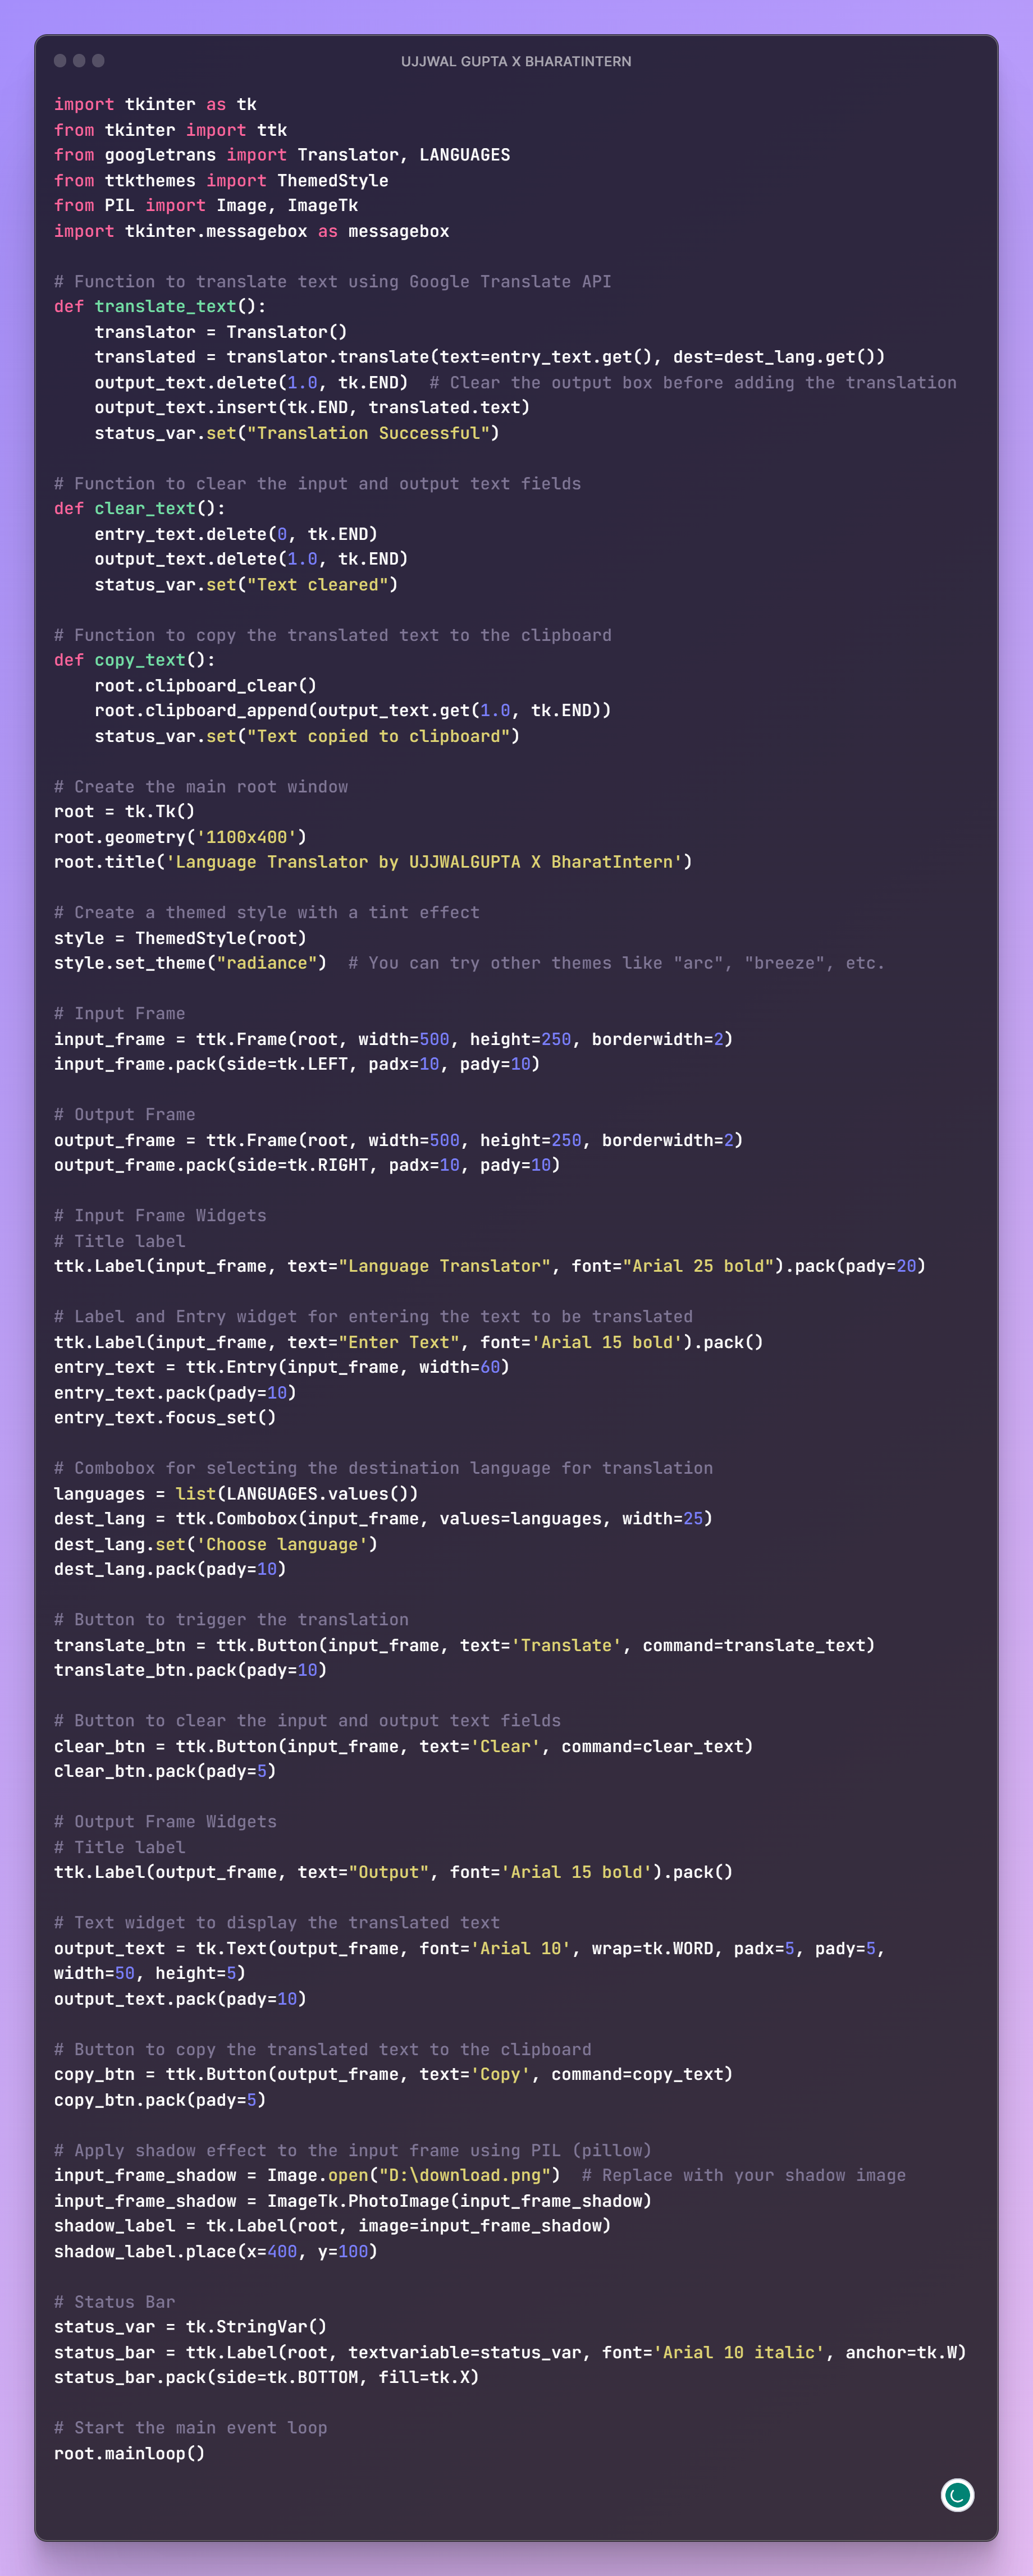 UJJWAL GUPTA X BHARATINTERN
import tkinter as tk
from tkinter import ttk
from googletrans import Translator, LANGUAGES
from ttkthemes import ThemedStyle
from PIL import Image, ImageTk
import tkinter.messagebox as messagebox

# Function to translate text using Google Translate API
def translate_text():
    translator = Translator()
    translated = translator.translate(text=entry_text.get(), dest=dest_lang.get())
    output_text.delete(1.0, tk.END)  # Clear the output box before adding the translation
    output_text.insert(tk.END, translated.text)
    status_var.set("Translation Successful")

# Function to clear the input and output text fields
def clear_text():
    entry_text.delete(0, tk.END)
    output_text.delete(1.0, tk.END)
    status_var.set("Text cleared")

# Function to copy the translated text to the clipboard
def copy_text():
    root.clipboard_clear()
    root.clipboard_append(output_text.get(1.0, tk.END))
    status_var.set("Text copied to clipboard")

# Create the main root window
root = tk.Tk()
root.geometry('1100x400')
root.title('Language Translator by UJJWALGUPTA X BharatIntern')

# Create a themed style with a tint effect
style = ThemedStyle(root)
style.set_theme("radiance")  # You can try other themes like "arc", "breeze", etc.

# Input Frame
input_frame = ttk.Frame(root, width=500, height=250, borderwidth=2)
input_frame.pack(side=tk.LEFT, padx=10, pady=10)

# Output Frame
output_frame = ttk.Frame(root, width=500, height=250, borderwidth=2)
output_frame.pack(side=tk.RIGHT, padx=10, pady=10)

# Input Frame Widgets
# Title label
ttk.Label(input_frame, text="Language Translator", font="Arial 25 bold").pack(pady=20)

# Label and Entry widget for entering the text to be translated
ttk.Label(input_frame, text="Enter Text", font='Arial 15 bold').pack()
entry_text = ttk.Entry(input_frame, width=60)
entry_text.pack(pady=10)
entry_text.focus_set()

# Combobox for selecting the destination language for translation
languages = list(LANGUAGES.values())
dest_lang = ttk.Combobox(input_frame, values=languages, width=25)
dest_lang.set('Choose language')
dest_lang.pack(pady=10)

# Button to trigger the translation
translate_btn = ttk.Button(input_frame, text='Translate', command=translate_text)
translate_btn.pack(pady=10)

# Button to clear the input and output text fields
clear_btn = ttk.Button(input_frame, text='Clear', command=clear_text)
clear_btn.pack(pady=5)

# Output Frame Widgets
# Title label
ttk.Label(output_frame, text="Output", font='Arial 15 bold').pack()

# Text widget to display the translated text
output_text = tk.Text(output_frame, font='Arial 10', wrap=tk.WORD, padx=5, pady=5,
width=50, height=5)
output_text.pack(pady=10)

# Button to copy the translated text to the clipboard
copy_btn = ttk.Button(output_frame, text='Copy', command=copy_text)
copy_btn.pack(pady=5)

# Apply shadow effect to the input frame using PIL (pillow)
input_frame_shadow = Image.open("D:\download.png")  # Replace with your shadow image
input_frame_shadow = ImageTk.PhotoImage(input_frame_shadow)
shadow_label = tk.Label(root, image=input_frame_shadow)
shadow_label.place(x=400, y=100)

# Status Bar
status_var = tk.StringVar()
status_bar = ttk.Label(root, textvariable=status_var, font='Arial 10 italic', anchor=tk.W)
status_bar.pack(side=tk.BOTTOM, fill=tk.X)

# Start the main event loop
root.mainloop()